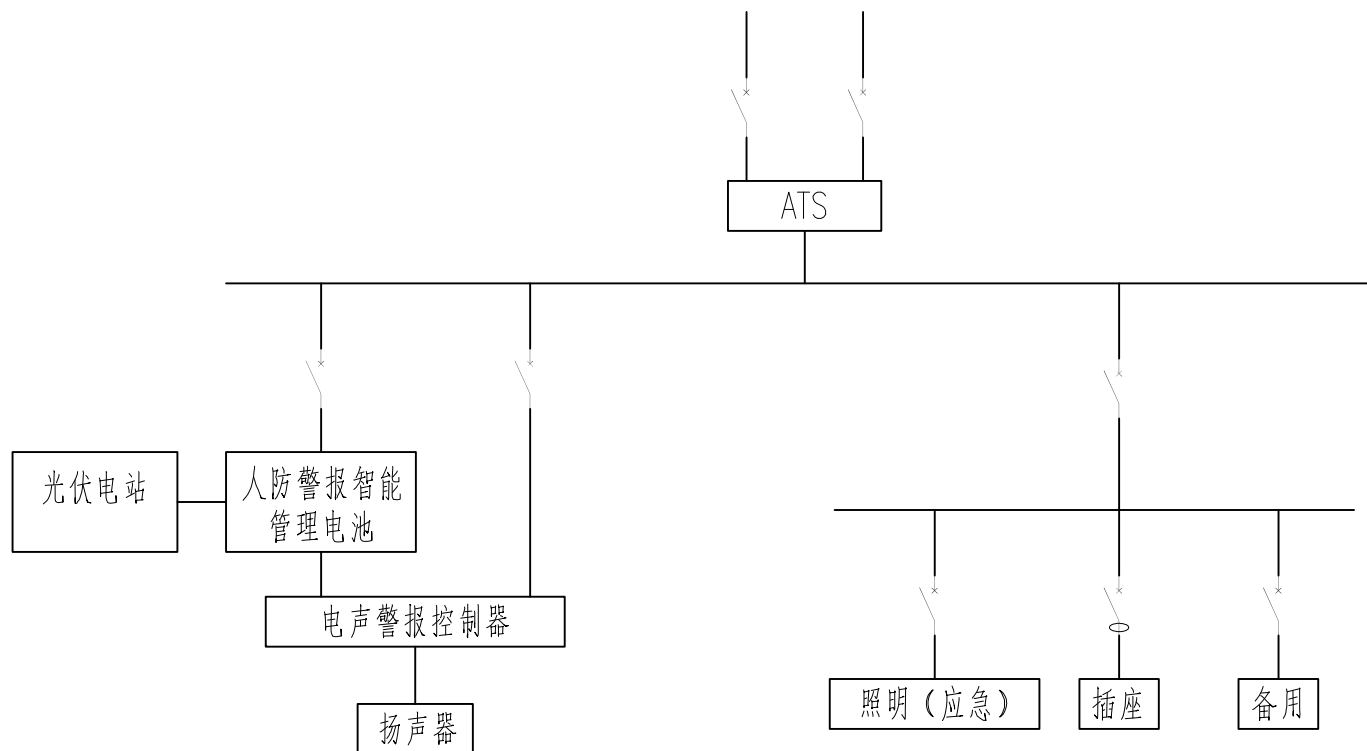 ATS
光伏电站
人防警报智能
管理电池
电声警报控制器
照明（应急）
插座
备用
扬声器